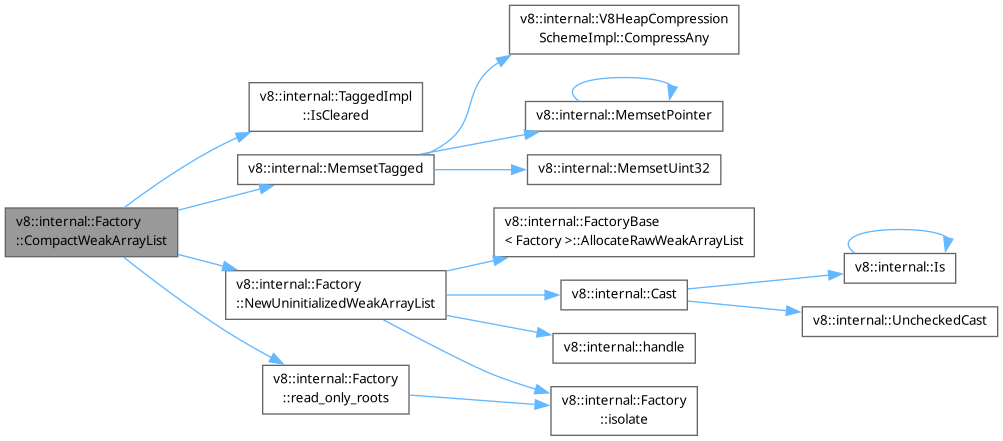 v8::internal::V8HeapCompression
SchemeImpl::CompressAny
v8::internal::TaggedImpl
::IsCleared
v8::internal::MemsetPointer
v8::internal::MemsetTagged
v8::internal::MemsetUint32
v8::internal::Factory
::CompactWeakArrayList
v8::internal::FactoryBase
< Factory >::AllocateRawWeakArrayList
v8::internal::Is
v8::internal::Factory
::NewUninitializedWeakArrayList
v8::internal::Cast
v8::internal::UncheckedCast
v8::internal::handle
v8::internal::Factory
::read_only_roots
v8::internal::Factory
::isolate